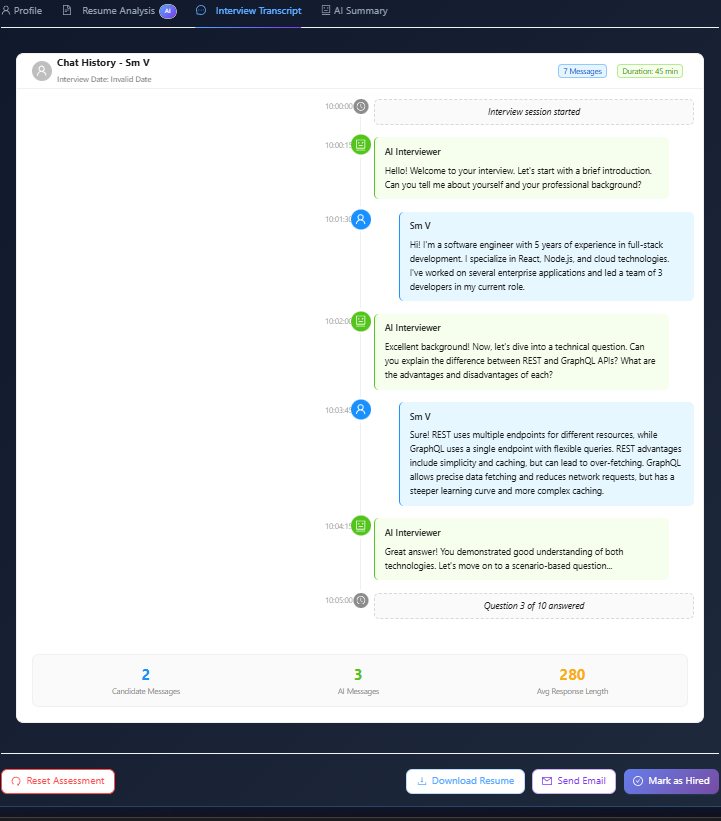 Profile
Resume Analysis AI
Interview Transcript
AI Summary
Chat History - Sm V
Interview Date: Invalid Date
7 Messages
Duration: 45 min
10:00:00
Interview session started
10:00:15
AI Interviewer
Hello! Welcome to your interview. Let's start with a brief introduction.
Can you tell me about yourself and your professional background?
10:01:30
Sm V
Hi! I'm a software engineer with 5 years of experience in full-stack
development. I specialize in React, Node.js, and cloud technologies.
I've worked on several enterprise applications and led a team of 3
developers in my current role.
10:02:00
AI Interviewer
Excellent background! Now, let's dive into a technical question. Can
you explain the difference between REST and GraphQL APIs? What are
the advantages and disadvantages of each?
10:03:45
Sm V
Sure! REST uses multiple endpoints for different resources, while
GraphQL uses a single endpoint with flexible queries. REST advantages
include simplicity and caching, but can lead to over-fetching. GraphQL
allows precise data fetching and reduces network requests, but has a
steeper learning curve and more complex caching.
10:04:15
AI Interviewer
Great answer! You demonstrated good understanding of both
technologies. Let's move on to a scenario-based question...
10:05:00
Question 3 of 10 answered
2
Candidate Messages
3
AI Messages
280
Avg Response Length
Reset Assessment
Download Resume
Send Email
Mark as Hired